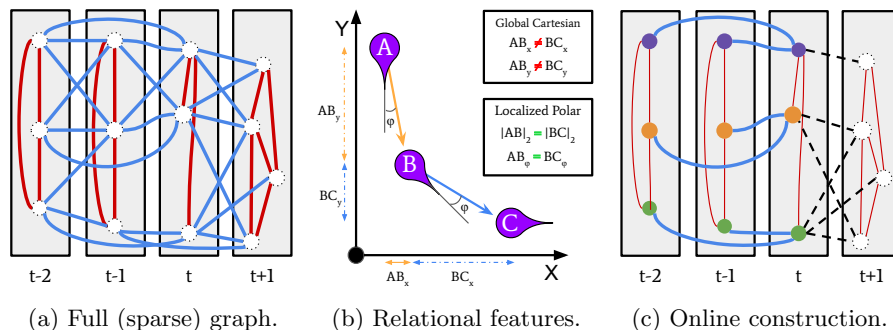 t-2 t-1 t t+1
(a) Full (sparse) graph.
Y
A
φ
AB_y
B
BC_y
φ
C
X
AB_x BC_x
Global Cartesian
AB_x ≠ BC_x
AB_y ≠ BC_y
Localized Polar
|AB|_2 = |BC|_2
AB_φ = BC_φ
(b) Relational features.
t-2 t-1 t t+1
(c) Online construction.